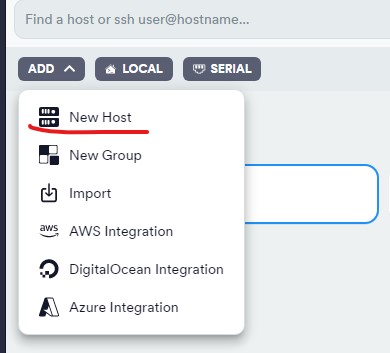 Find a host or ssh user@hostname...
ADD LOCAL SERIAL
New Host
New Group
Import
aws AWS Integration
DigitalOcean Integration
Azure Integration